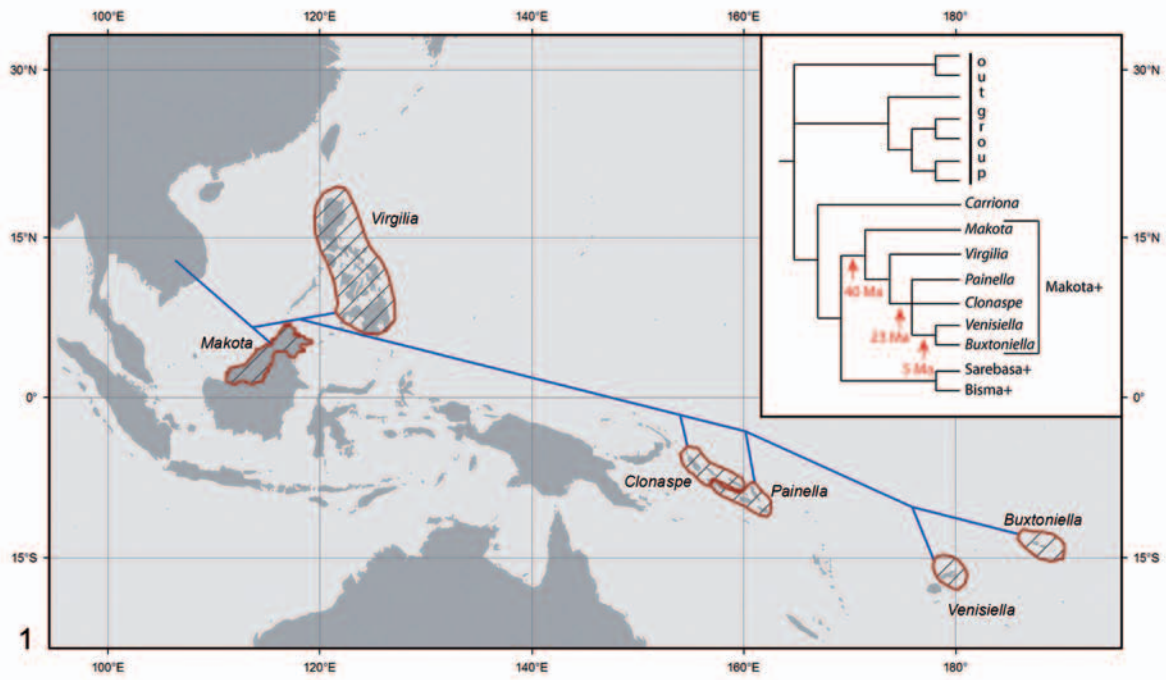 100°E 120°E 140°E 160°E 180°
30°N 30°N
outgroup
Carriona
Makota
Virgilia
Painella
Clonaspe
Venisiella
Buxtoniella
Sarebasa+
Bisma+
Makota+
40 Ma
23 Ma
5 Ma
Virgilia
15°N 15°N
Makota
0° 0°
Clonaspe
Painella
Buxtoniella
15°S 15°S
Venisiella
1
100°E 120°E 140°E 160°E 180°